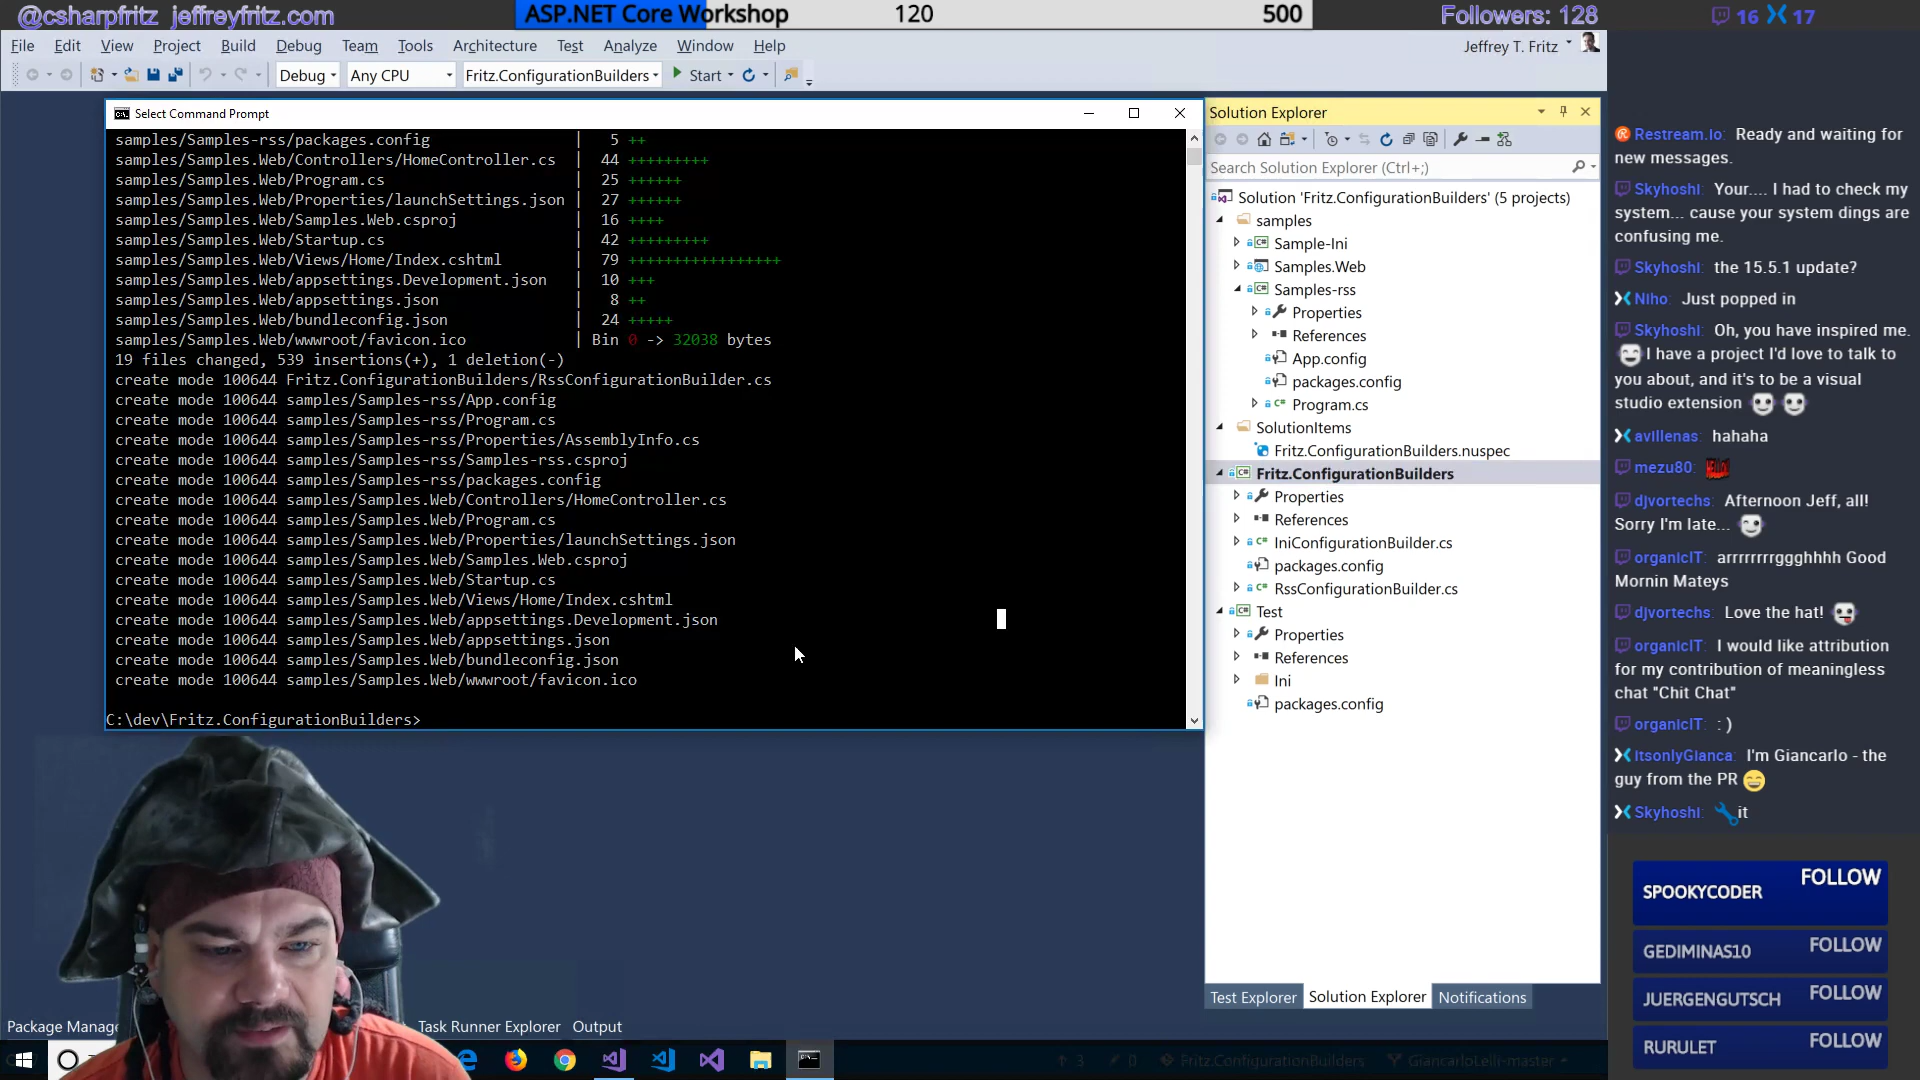 @csharpfritz jeffreyfritz.com
ASP.NET Core Workshop 120 500
Followers: 128
16 17
File Edit View Project Build Debug Team Tools Architecture Test Analyze Window Help
Jeffrey T. Fritz
Debug Any CPU Fritz.ConfigurationBuilders Start
Select Command Prompt
samples/Samples-rss/packages.config | 5 ++
samples/Samples.Web/Controllers/HomeController.cs | 44 +++++++++
samples/Samples.Web/Program.cs | 25 ++++++
samples/Samples.Web/Properties/launchSettings.json | 27 ++++++
samples/Samples.Web/Samples.Web.csproj | 16 ++++
samples/Samples.Web/Startup.cs | 42 +++++++++
samples/Samples.Web/Views/Home/Index.cshtml | 79 +++++++++++++++++
samples/Samples.Web/appsettings.Development.json | 10 +++
samples/Samples.Web/appsettings.json | 8 ++
samples/Samples.Web/bundleconfig.json | 24 +++++
samples/Samples.Web/wwwroot/favicon.ico | Bin 0 -> 32038 bytes
19 files changed, 539 insertions(+), 1 deletion(-)
create mode 100644 Fritz.ConfigurationBuilders/RssConfigurationBuilder.cs
create mode 100644 samples/Samples-rss/App.config
create mode 100644 samples/Samples-rss/Program.cs
create mode 100644 samples/Samples-rss/Properties/AssemblyInfo.cs
create mode 100644 samples/Samples-rss/Samples-rss.csproj
create mode 100644 samples/Samples-rss/packages.config
create mode 100644 samples/Samples.Web/Controllers/HomeController.cs
create mode 100644 samples/Samples.Web/Program.cs
create mode 100644 samples/Samples.Web/Properties/launchSettings.json
create mode 100644 samples/Samples.Web/Samples.Web.csproj
create mode 100644 samples/Samples.Web/Startup.cs
create mode 100644 samples/Samples.Web/Views/Home/Index.cshtml
create mode 100644 samples/Samples.Web/appsettings.Development.json
create mode 100644 samples/Samples.Web/appsettings.json
create mode 100644 samples/Samples.Web/bundleconfig.json
create mode 100644 samples/Samples.Web/wwwroot/favicon.ico
C:\dev\Fritz.ConfigurationBuilders>
Solution Explorer
Search Solution Explorer (Ctrl+;)
Solution 'Fritz.ConfigurationBuilders' (5 projects)
samples
Sample-Ini
Samples.Web
Samples-rss
Properties
References
App.config
packages.config
Program.cs
SolutionItems
Fritz.ConfigurationBuilders.nuspec
Fritz.ConfigurationBuilders
Properties
References
IniConfigurationBuilder.cs
packages.config
RssConfigurationBuilder.cs
Test
Properties
References
Ini
packages.config
Test Explorer Solution Explorer Notifications
Restream.io: Ready and waiting for
new messages.
Skyhoshi: Your.... I had to check my
system... cause your system dings are
confusing me.
Skyhoshi: the 15.5.1 update?
Niho: Just popped in
Skyhoshi: Oh, you have inspired me.
I have a project I'd love to talk to
you about, and it's to be a visual
studio extension
avillenas: hahaha
mezu80: HELLO!
djvortechs: Afternoon Jeff, all!
Sorry I'm late...
organicIT: arrrrrrrggghhhh Good
Mornin Mateys
djvortechs: Love the hat!
organicIT: I would like attribution
for my contribution of meaningless
chat "Chit Chat"
organicIT: : )
ItsonlyGianca: I'm Giancarlo - the
guy from the PR
Skyhoshi: it
SPOOKYCODER FOLLOW
GEDIMINAS10 FOLLOW
JUERGENGUTSCH FOLLOW
RURULET FOLLOW
Package Manag Task Runner Explorer Output
3 0 Fritz.ConfigurationBuilders GiancarloLelli-master